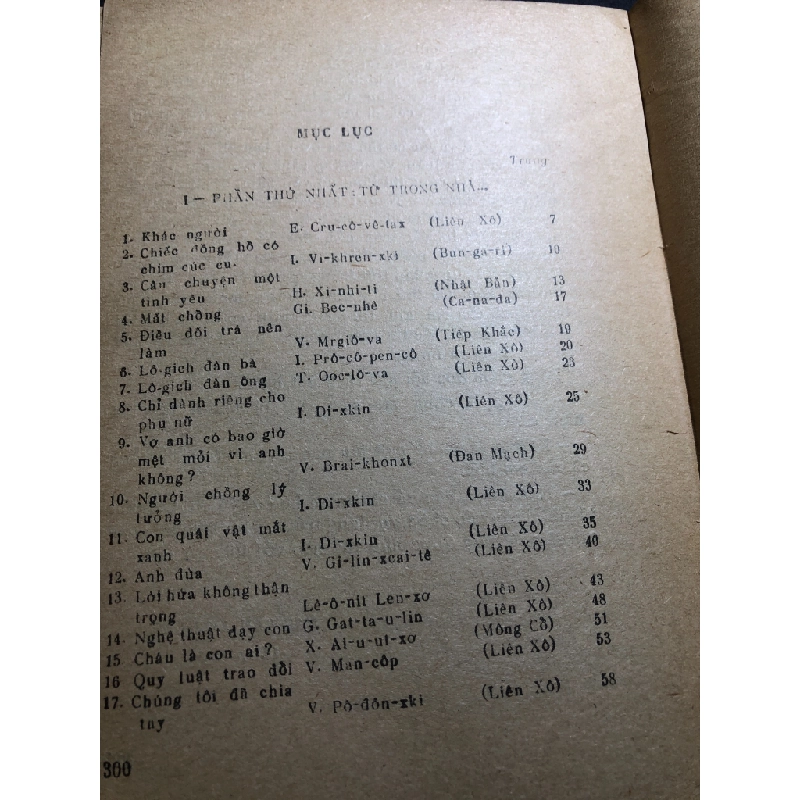 MỤC LỤC
Trang
I — PHẦN THỨ NHẤT: TỪ TRONG NHÀ...
1. Khác người E. Cru-cô-vê-tax (Liên Xô) 7
2. Chiếc đồng hồ có
chim cúc cu. I. Vi-khren-xki (Bun-ga-ri) 10
3. Câu chuyện một
tình yêu H. Xi-nhi-ti (Nhật Bản) 13
4. Mất chồng Gi. Bec-nhê (Ca-na-da) 17
5. Điều dối trá nên
làm V. Mrgiô-va (Tiệp Khắc) 19
6. Lô-gích đàn bà I. Prô-cô-pen-cô (Liên Xô) 20
7. Lô-gích đàn ông T. Ooc-lô-va (Liên Xô) 23
8. Chỉ dành riêng cho
phụ nữ I. Di-xkin (Liên Xô) 25
9. Vợ anh có bao giờ
mệt mỏi vì anh
không? V. Brai-khonxt (Đan Mạch) 29
10. Người chồng lý
tưởng I. Di-xkin (Liên Xô) 33
11. Con quái vật mắt
xanh I. Di-xkin (Liên Xô) 35
12. Anh đùa V. Gi-lin-xcai-tê (Liên Xô) 40
13. Lời hứa không thận
trọng Lê-ô-nit Len-xơ (Liên Xô) 43
14. Nghệ thuật dạy con G. Gat-ta-u-lin (Liên Xô) 48
15. Cháu là con ai? X. Ai-u-ut-xơ (Mông Cổ) 51
16 Quy luật trao đổi V. Man-côp (Liên Xô) 53
17. Chúng tôi đã chia
tay V. Pô-đôn-xki (Liên Xô) 58
360